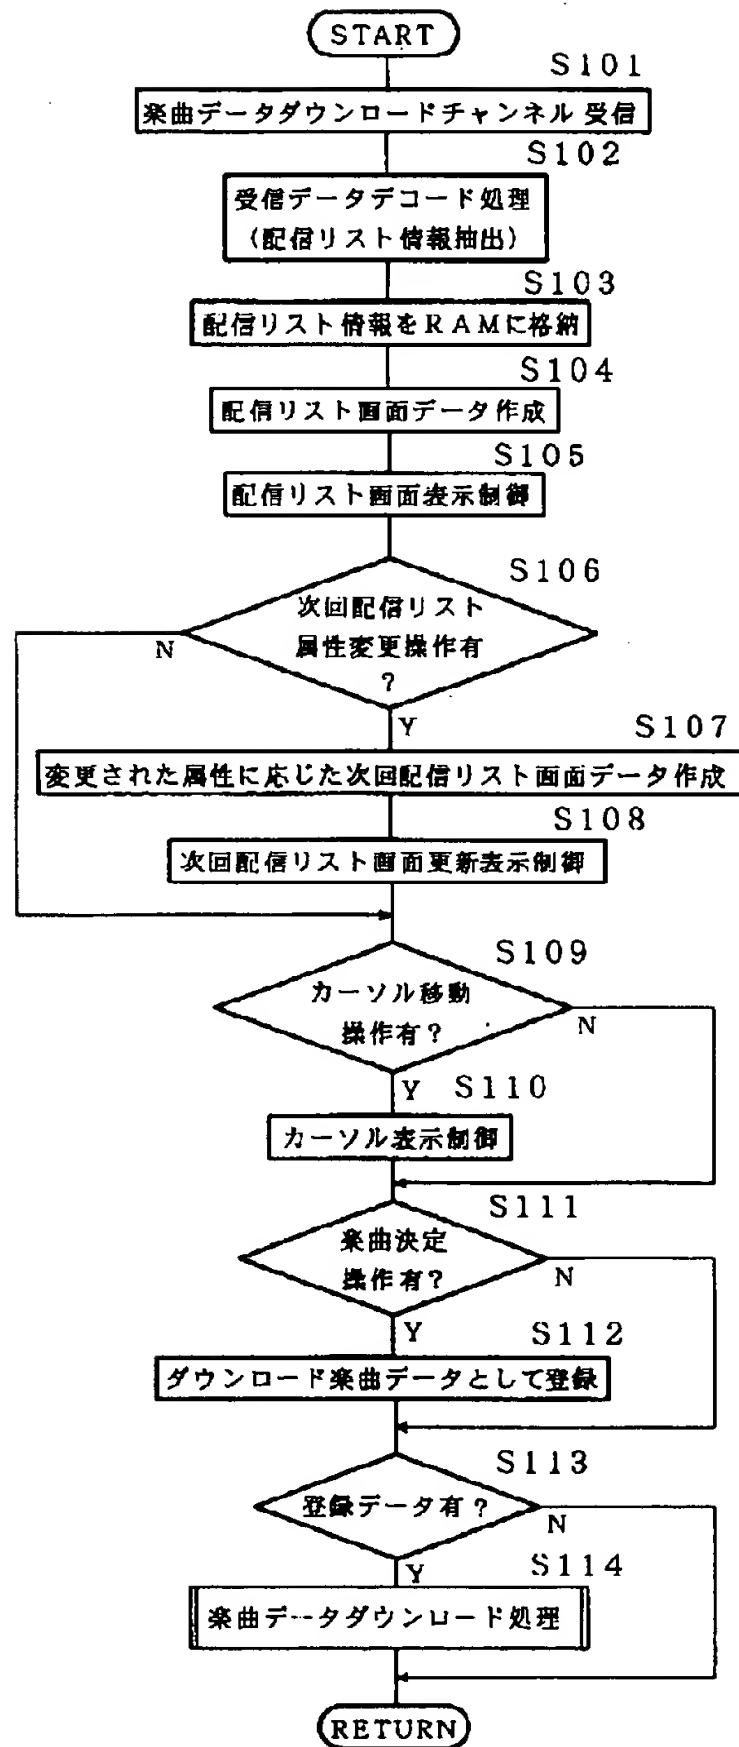 START
S101
楽曲データダウンロードチャンネル受信
S102
受信データデコード処理
(配信リスト情報抽出)
S103
配信リスト情報をRAMに格納
S104
配信リスト画面データ作成
S105
配信リスト画面表示制御
S106
次回配信リスト
属性変更操作有
?
N
Y
S107
変更された属性に応じた次回配信リスト画面データ作成
S108
次回配信リスト画面更新表示制御
S109
カーソル移動
操作有?
N
Y
S110
カーソル表示制御
S111
楽曲決定
操作有?
N
Y
S112
ダウンロード楽曲データとして登録
S113
登録データ有?
N
Y
S114
楽曲データダウンロード処理
RETURN